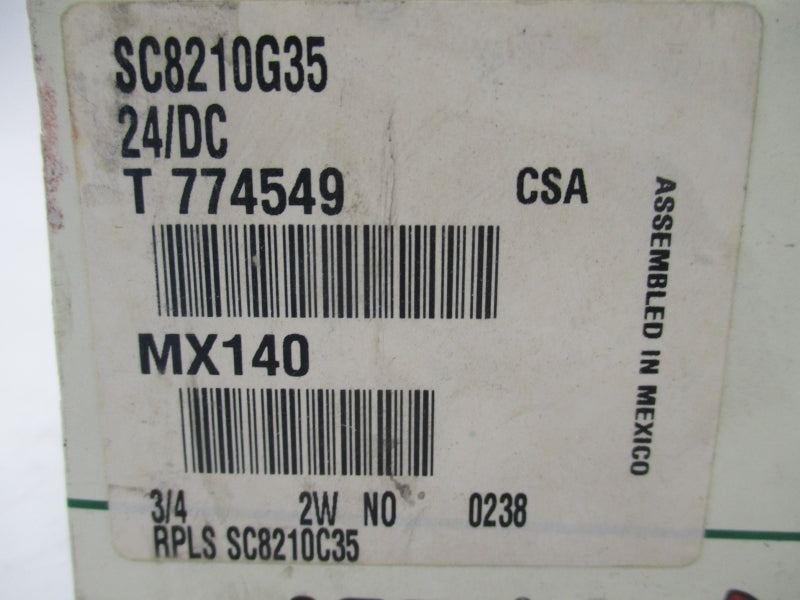 SC8210G35
24/DC
T 774549
CSA
ASSEMBLED IN MEXICO
MX140
3/4 2W NO 0238
RPLS SC8210C35